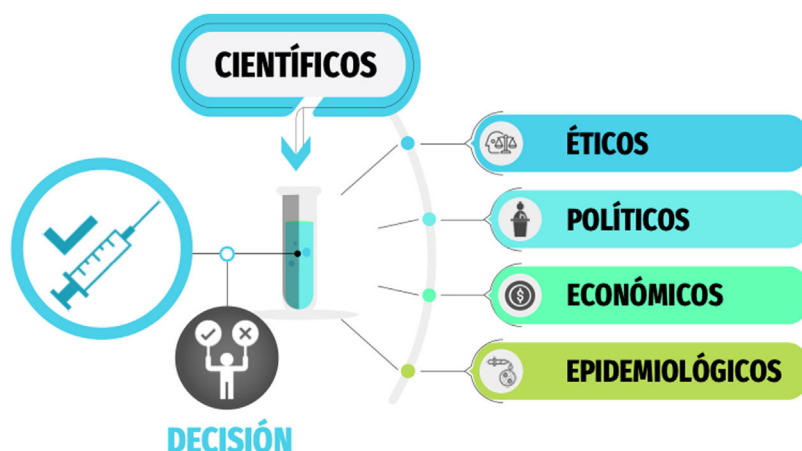 CIENTÍFICOS
ÉTICOS
POLÍTICOS
ECONÓMICOS
EPIDEMIOLÓGICOS
DECISIÓN